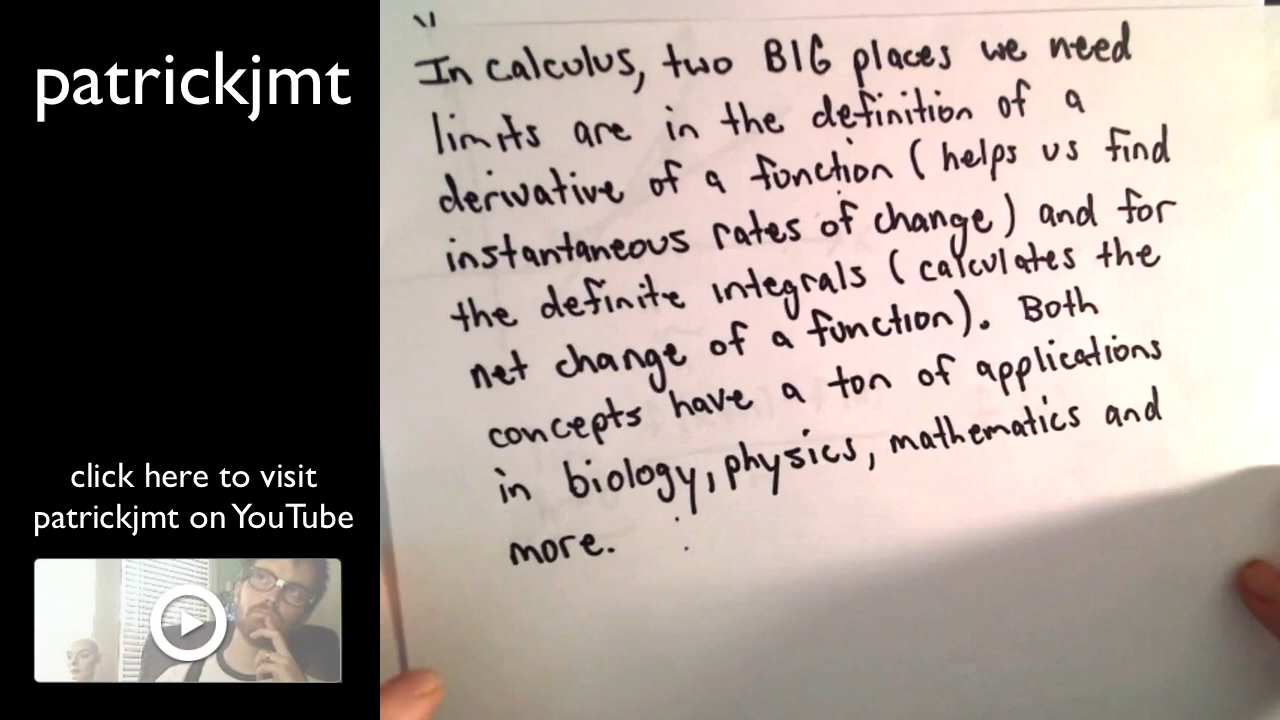 patrickjmt
click here to visit
patrickjmt on YouTube
In calculus, two BIG places we need
limits are in the definition of a
derivative of a function (helps us find
instantaneous rates of change) and for
the definite integrals (calculates the
net change of a function). Both
concepts have a ton of applications
in biology, physics, mathematics and
more.